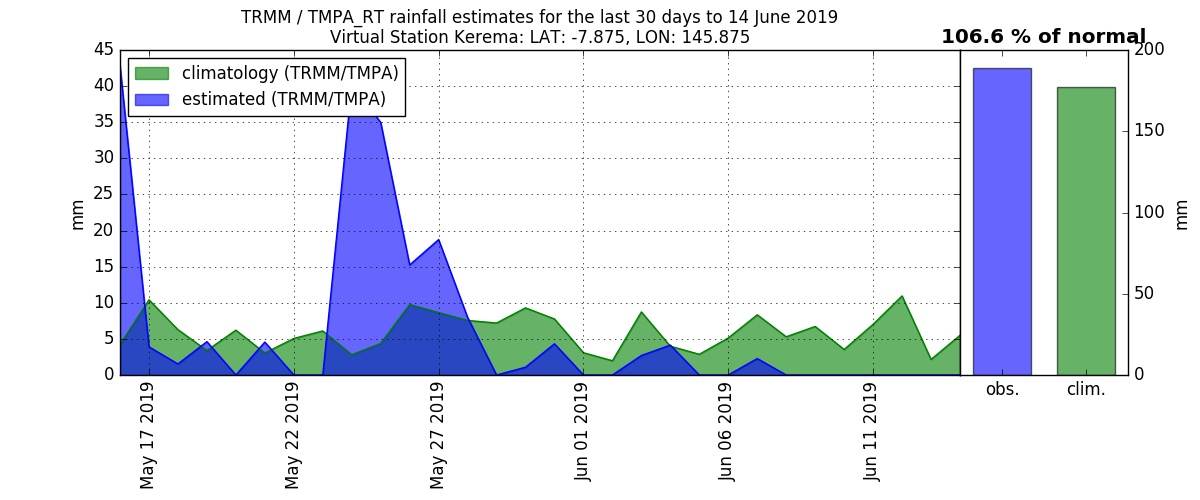 TRMM / TMPA_RT rainfall estimates for the last 30 days to 14 June 2019
Virtual Station Kerema: LAT: -7.875, LON: 145.875
106.6 % of normal
climatology (TRMM/TMPA)
estimated (TRMM/TMPA)
45
40
35
30
25
20
15
10
5
0
mm
May 17 2019
May 22 2019
May 27 2019
Jun 01 2019
Jun 06 2019
Jun 11 2019
200
150
100
50
0
mm
obs.
clim.